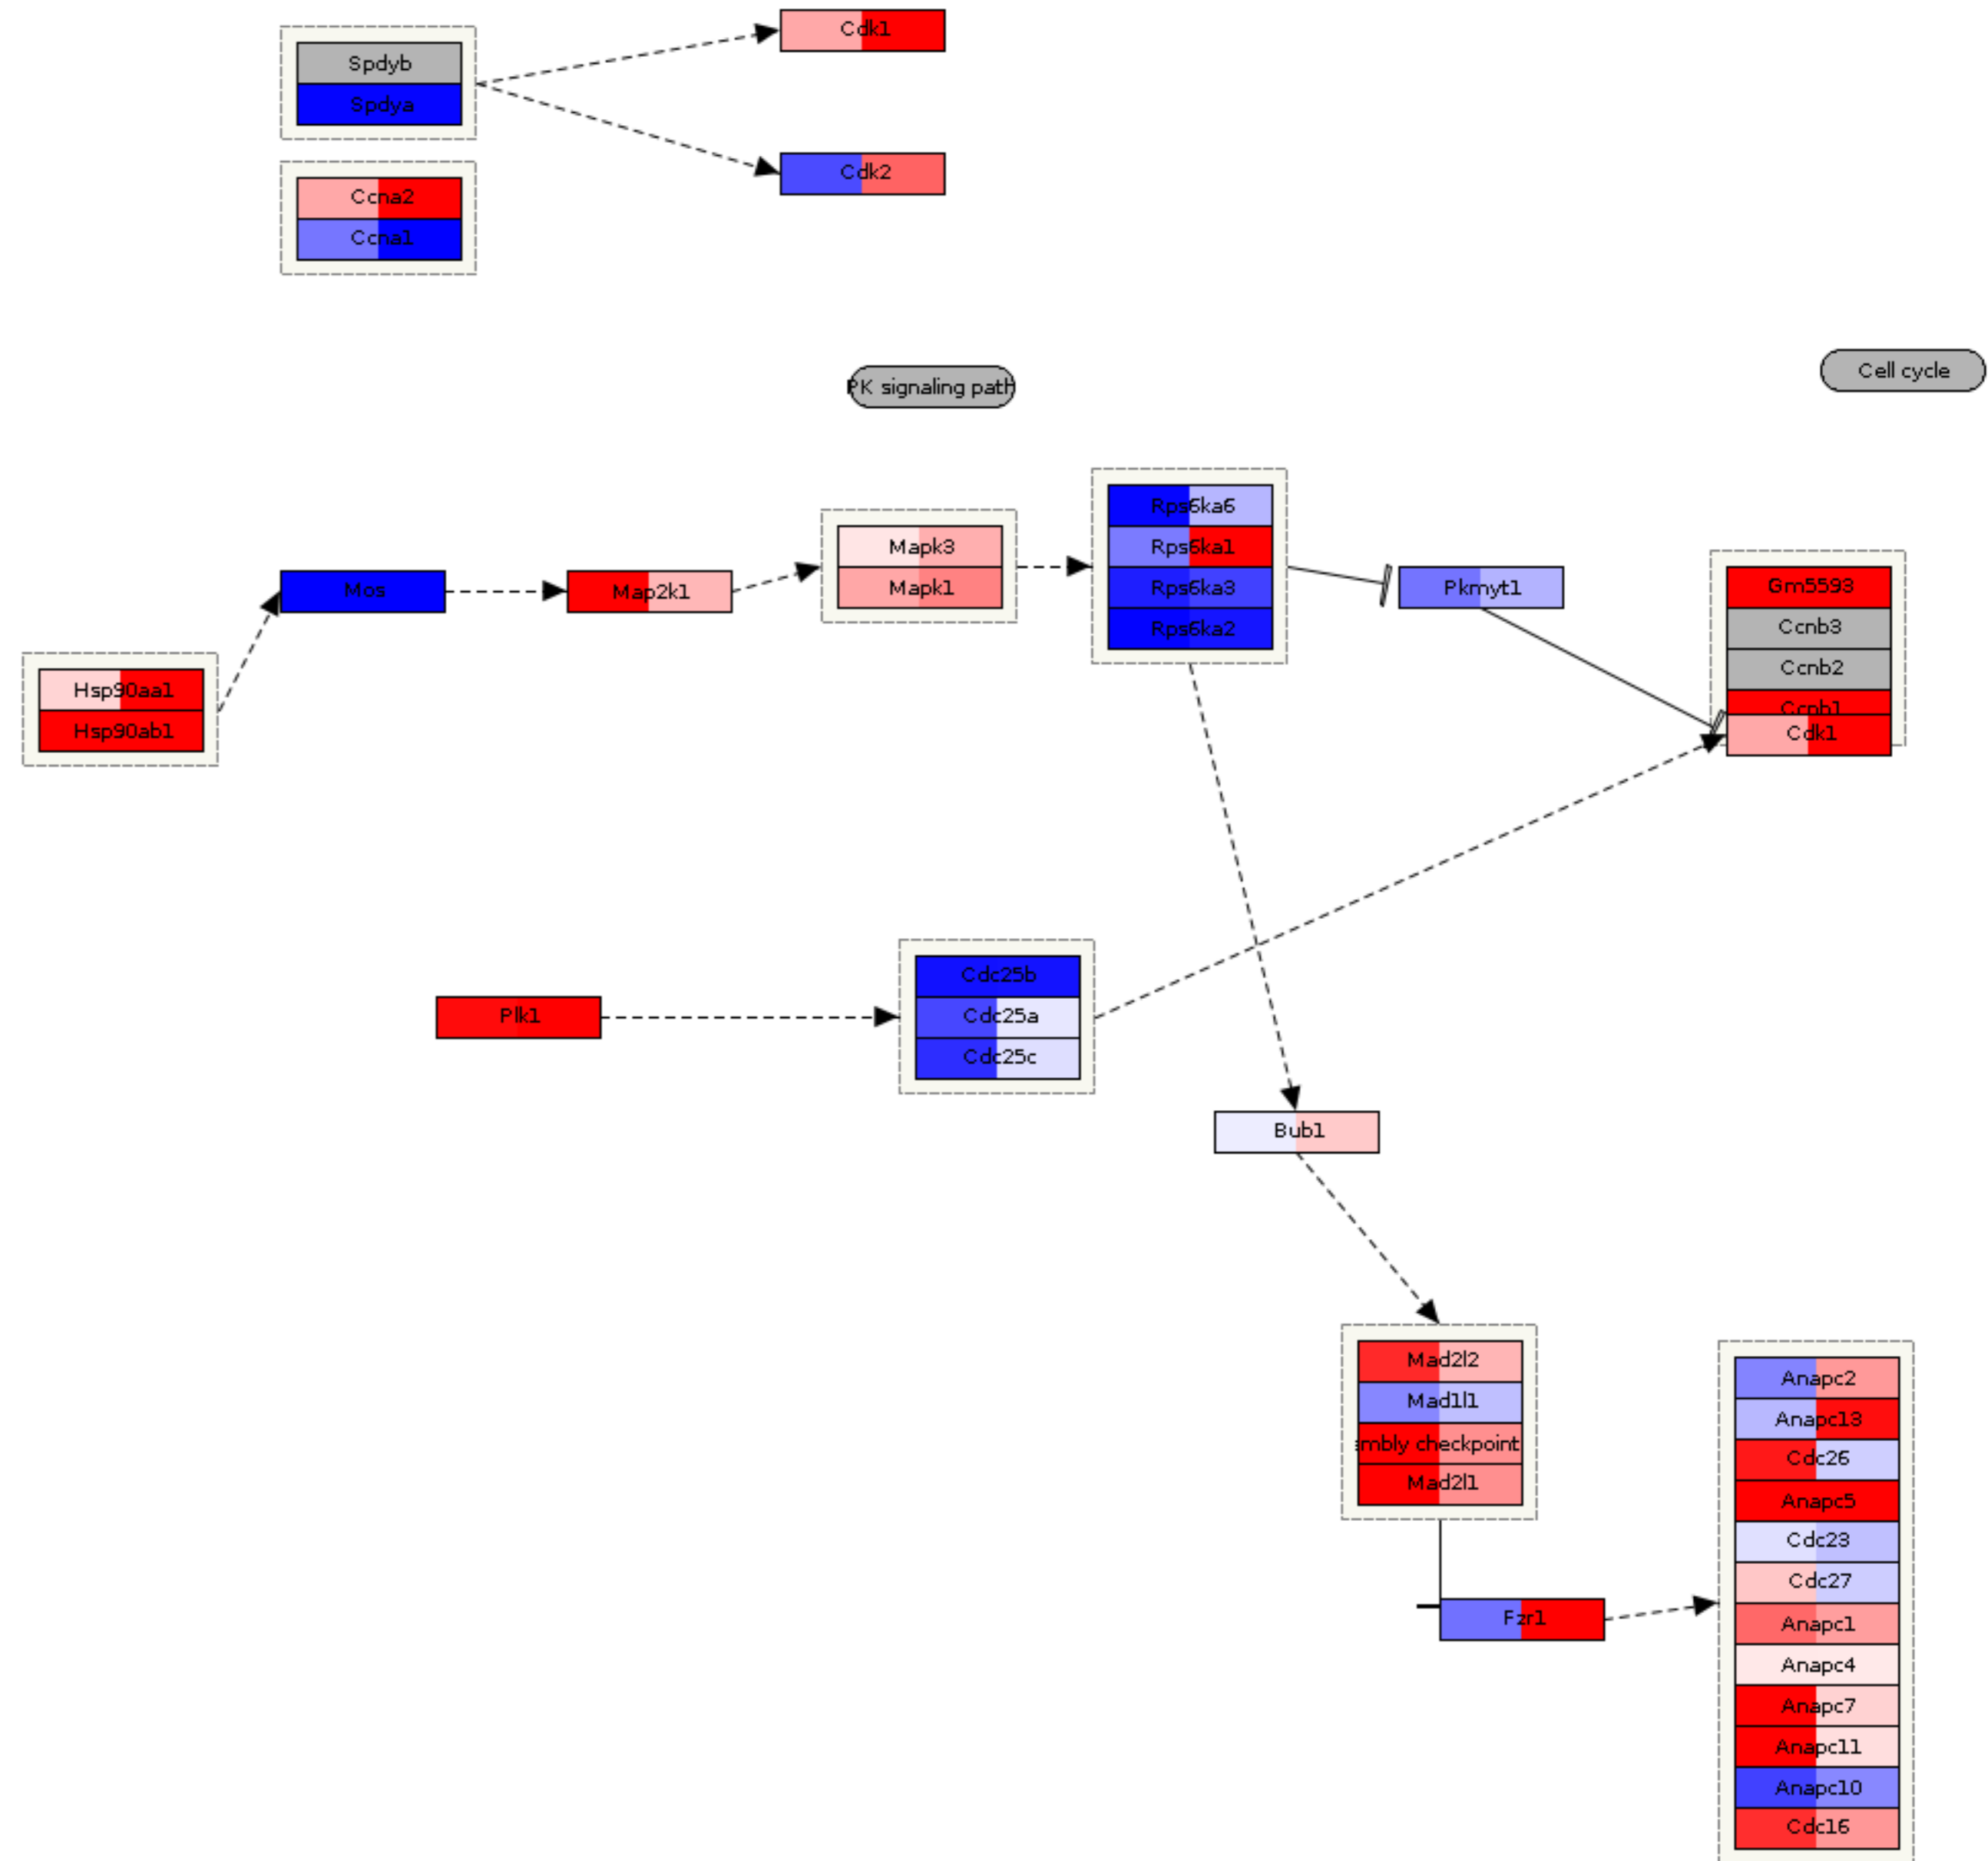 Cdk1
Spdyb
Spdya
Cdk2
Ccna2
Ccna1
PK signaling path
Cell cycle
Rps6ka6
Rps6ka1
Rps6ka3
Rps6ka2
Mapk3
Mapk1
Mos
Map2k1
Pkmyt1
Gm5593
Ccnb3
Ccnb2
Ccnb1
Cdk1
Hsp90aa1
Hsp90ab1
Cdc25b
Cdc25a
Cdc25c
Plk1
Bub1
Mad2l2
Mad1l1
mbly checkpoint
Mad2l1
Fzr1
Anapc2
Anapc13
Cdc26
Anapc5
Cdc23
Cdc27
Anapc1
Anapc4
Anapc7
Anapc11
Anapc10
Cdc16